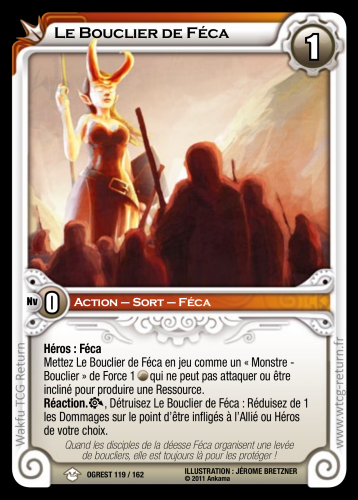 Le Bouclier de Féca
1
Nv 0
Action – Sort – Féca
Héros : Féca
Mettez Le Bouclier de Féca en jeu comme un « Monstre -
Bouclier » de Force 1 qui ne peut pas attaquer ou être
incliné pour produire une Ressource.
Réaction. , Détruisez Le Bouclier de Féca : Réduisez de 1
les Dommages sur le point d'être infligés à l'Allié ou Héros
de votre choix.
Quand les disciples de la déesse Féca organisent une levée
de boucliers, elle est toujours là pour les protéger !
OGREST 119 / 162
ILLUSTRATION : JÉRÔME BRETZNER
© 2011 Ankama
Wakfu-TCG-Return
www.wtcg-return.fr